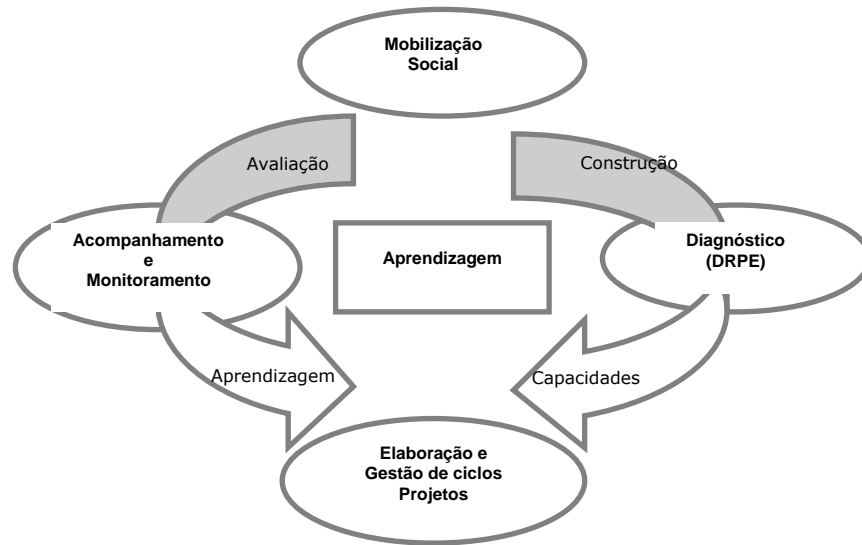 Mobilização
Social
Avaliação
Construção
Acompanhamento
e
Monitoramento
Aprendizagem
Diagnóstico
(DRPE)
Aprendizagem
Capacidades
Elaboração e
Gestão de ciclos
Projetos